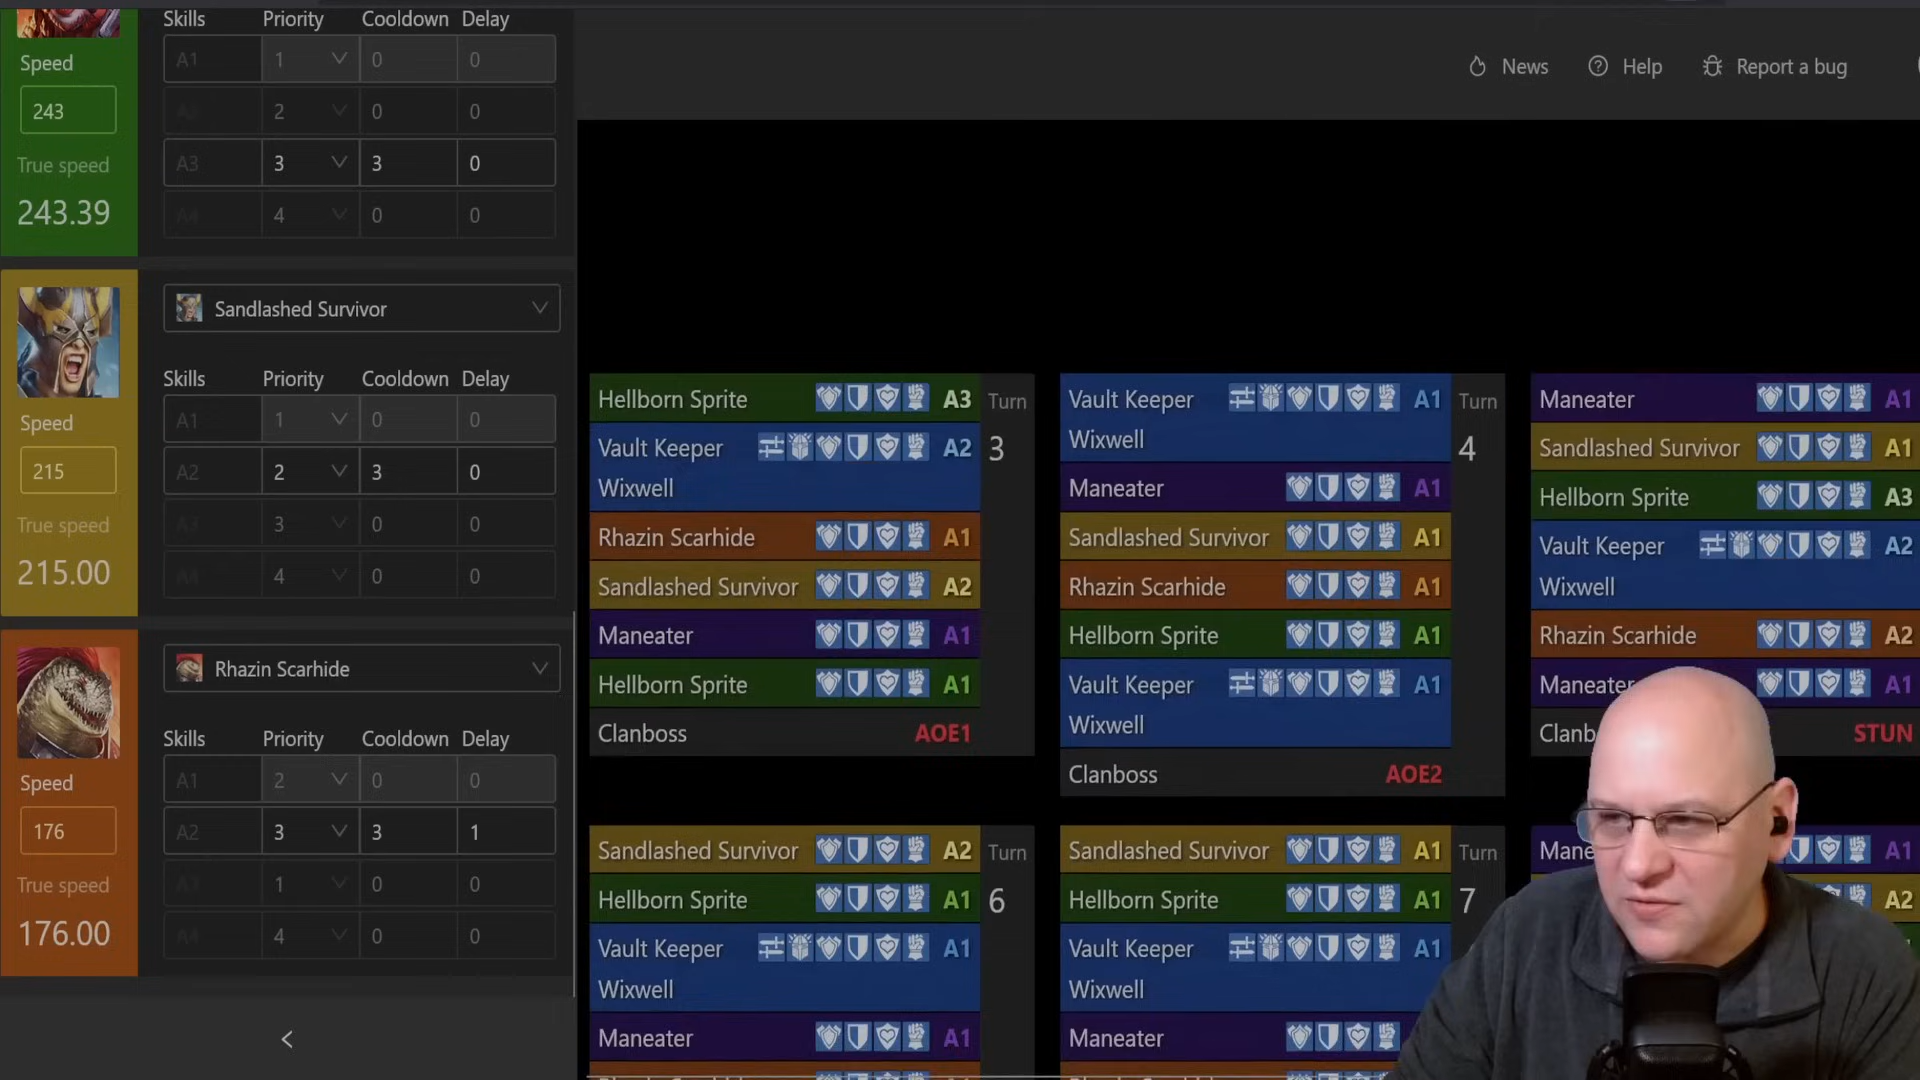 News Help Report a bug
Skills Priority Cooldown Delay
Speed A1 1 0 0
243 2 0 0
True speed A3 3 3 0
243.39 A4 4 0 0
Sandlashed Survivor
Skills Priority Cooldown Delay
Speed A1 1 0 0
215 A2 2 3 0
True speed A3 3 0 0
215.00 A4 4 0 0
Rhazin Scarhide
Skills Priority Cooldown Delay
Speed A1 2 0 0
176 A2 3 3 1
True speed A3 1 0 0
176.00 A4 4 0 0
<
Hellborn Sprite A3 Turn
Vault Keeper A2 3
Wixwell
Rhazin Scarhide A1
Sandlashed Survivor A2
Maneater A1
Hellborn Sprite A1
Clanboss AOE1
Vault Keeper A1 Turn
Wixwell 4
Maneater A1
Sandlashed Survivor A1
Rhazin Scarhide A1
Hellborn Sprite A1
Vault Keeper A1
Wixwell
Clanboss AOE2
Maneater A1
Sandlashed Survivor A1
Hellborn Sprite A3
Vault Keeper A2
Wixwell
Rhazin Scarhide A2
Maneater A1
Clanb STUN
Sandlashed Survivor A2 Turn
Hellborn Sprite A1 6
Vault Keeper A1
Wixwell
Maneater A1
Sandlashed Survivor A1 Turn
Hellborn Sprite A1 7
Vault Keeper A1
Wixwell
Maneater
Mane A1
A2